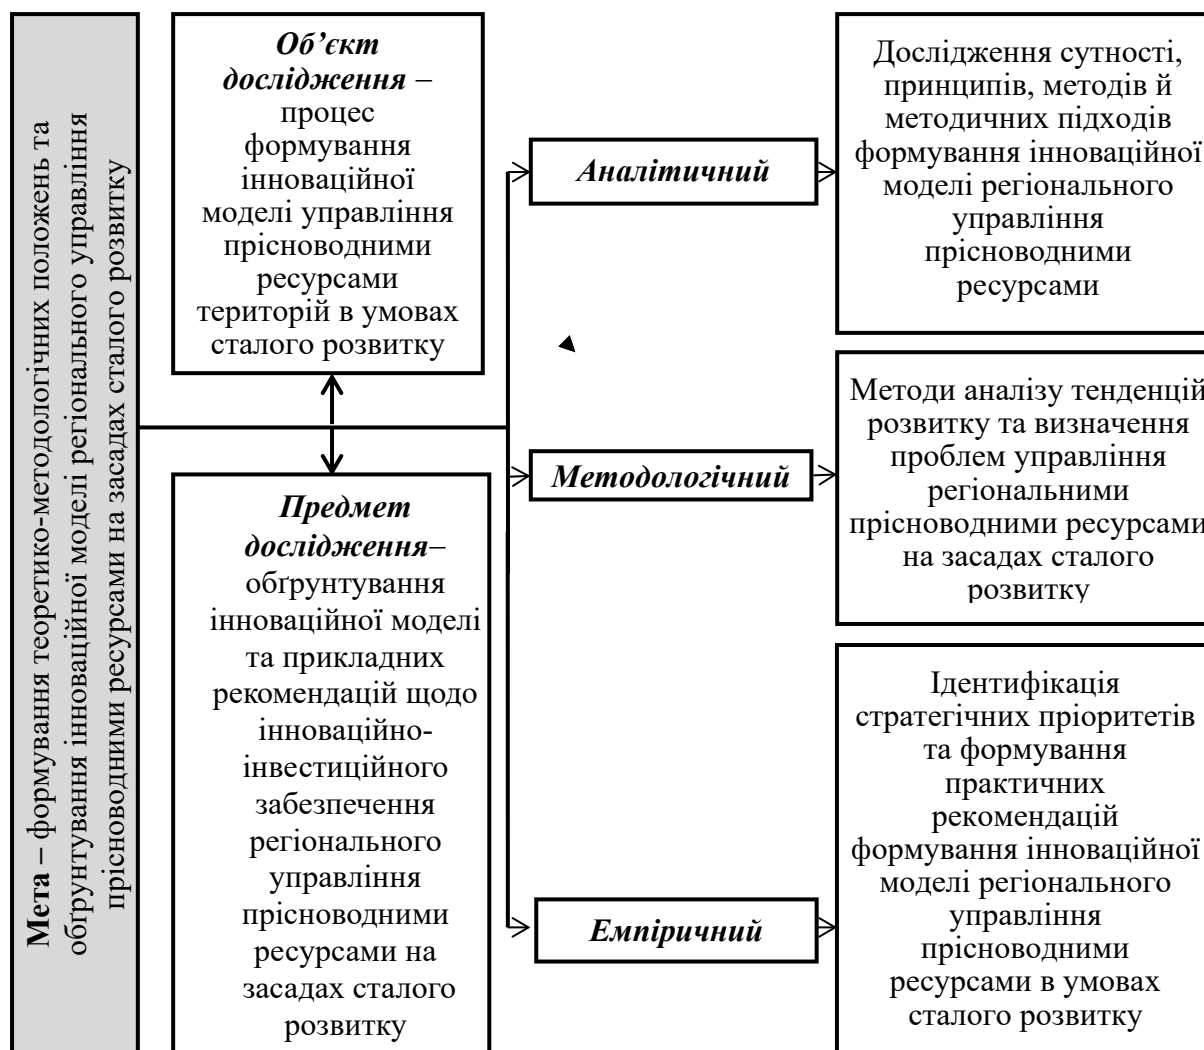 Мета – формування теоретико-методологічних положень та
обґрунтування інноваційної моделі регіонального управління
прісноводними ресурсами на засадах сталого розвитку
Об’єкт
дослідження –
процес
формування
інноваційної
моделі управління
прісноводними
ресурсами
територій в умовах
сталого розвитку
Предмет
дослідження–
обґрунтування
інноваційної моделі
та прикладних
рекомендацій щодо
інноваційно-
інвестиційного
забезпечення
регіонального
управління
прісноводними
ресурсами на
засадах сталого
розвитку
Аналітичний
Дослідження сутності,
принципів, методів й
методичних підходів
формування інноваційної
моделі регіонального
управління
прісноводними
ресурсами
Методологічний
Методи аналізу тенденцій
розвитку та визначення
проблем управління
регіональними
прісноводними ресурсами
на засадах сталого
розвитку
Емпіричний
Ідентифікація
стратегічних пріоритетів
та формування
практичних
рекомендацій
формування інноваційної
моделі регіонального
управління
прісноводними
ресурсами в умовах
сталого розвитку